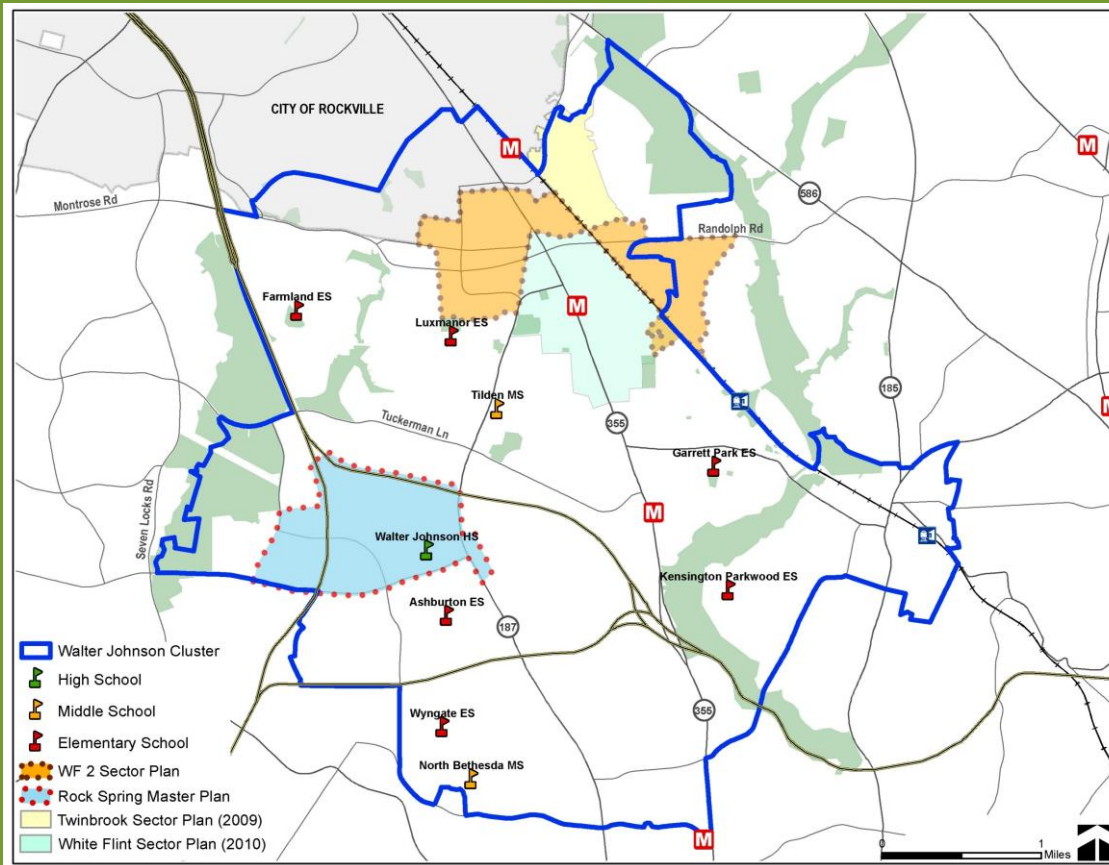 CITY OF ROCKVILLE
M
M
Montrose Rd
586
Randolph Rd
Farmland ES
M
Luxmanor ES
185
Tilden MS
M
355
Tuckerman Ln
Garrett Park ES
Seven Locks Rd
M
Walter Johnson HS
Kensington Parkwood ES
Ashburton ES
187
355
Wyngate ES
North Bethesda MS
M
Walter Johnson Cluster
High School
Middle School
Elementary School
WF 2 Sector Plan
Rock Spring Master Plan
Twinbrook Sector Plan (2009)
White Flint Sector Plan (2010)
0 1
Miles